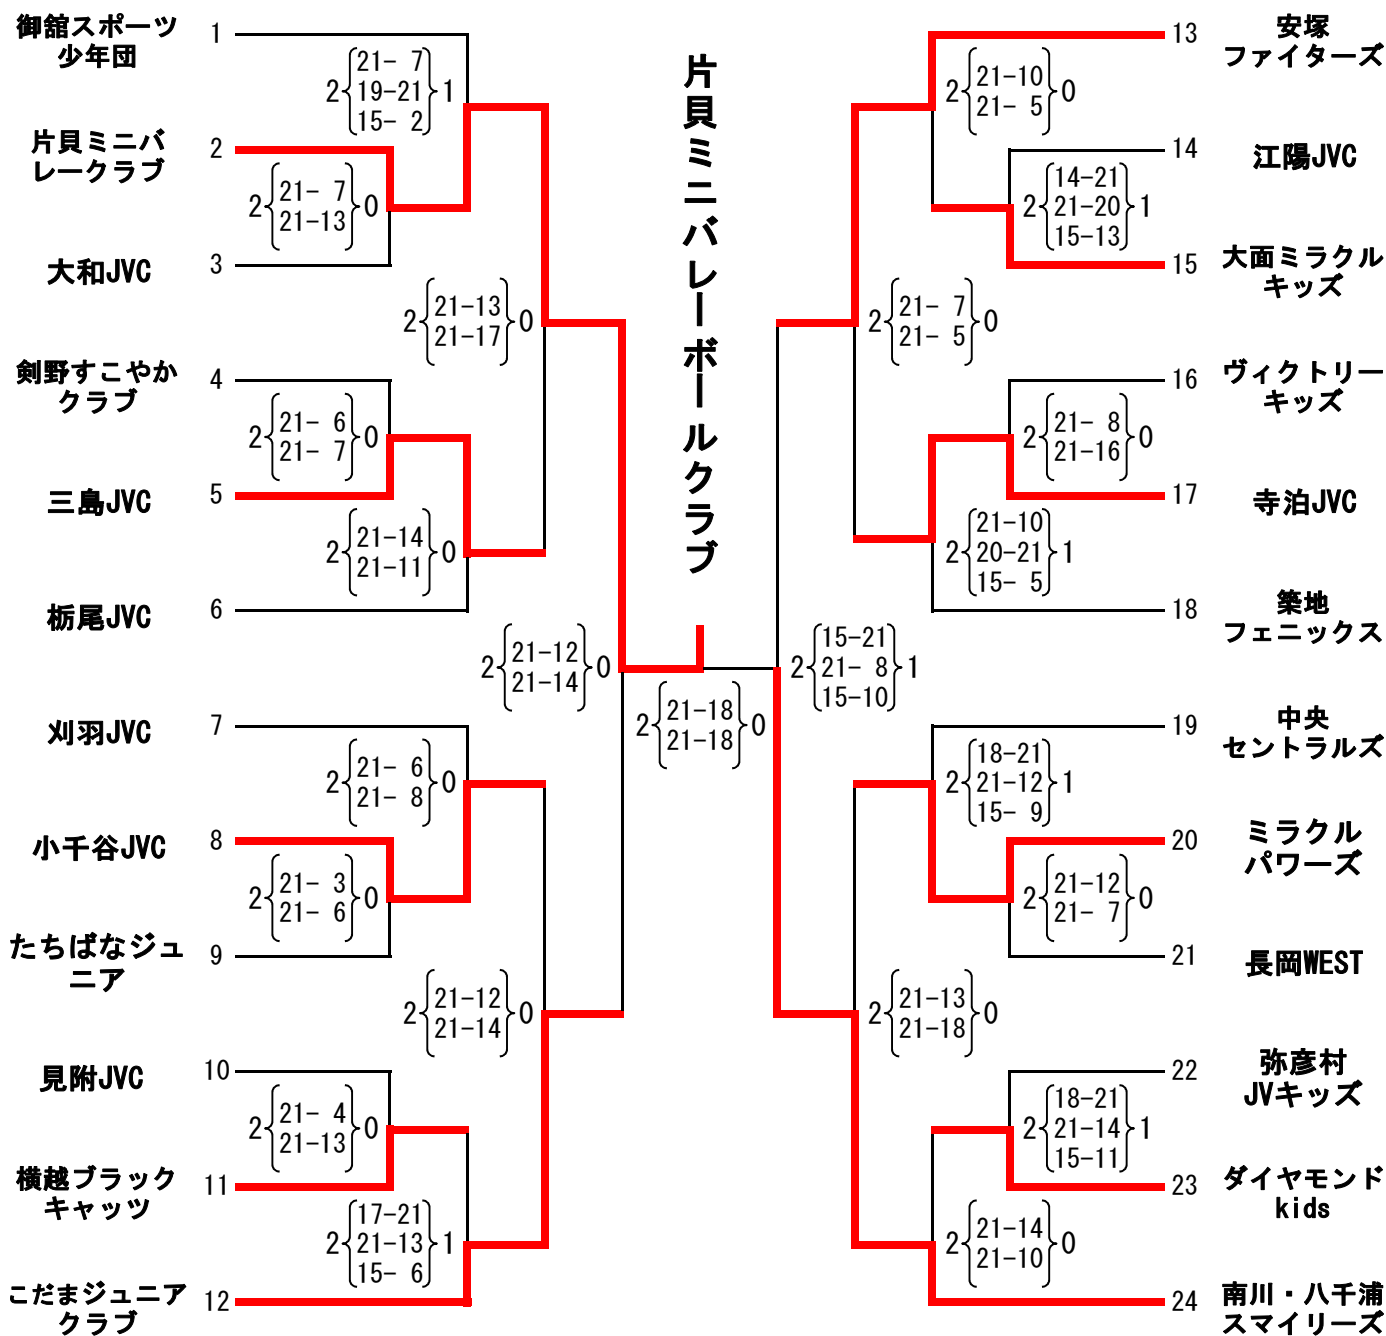 御舘スポーツ
少年団
1
2 21- 7 1
19-21
15- 2
片貝ミニバ
レークラブ
2
2 21- 7 0
21-13
大和JVC
3
2 21-13 0
21-17
剣野すこやか
クラブ
4
2 21- 6 0
21- 7
三島JVC
5
2 21-14 0
21-11
栃尾JVC
6
2 21-12 0
21-14
刈羽JVC
7
2 21- 6 0
21- 8
小千谷JVC
8
2 21- 3 0
21- 6
たちばなジュ
ニア
9
2 21-12 0
21-14
見附JVC
10
2 21- 4 0
21-13
横越ブラック
キャッツ
11
2 17-21 1
21-13
15- 6
こだまジュニア
クラブ
12
片貝ミニバレーボールクラブ
2 21-18 0
21-18
13
安塚
ファイターズ
2 21-10 0
21- 5
14
江陽JVC
2 14-21 1
21-20
15-13
15
大面ミラクル
キッズ
2 21- 7 0
21- 5
16
ヴィクトリー
キッズ
2 21- 8 0
21-16
17
寺泊JVC
2 21-10 1
20-21
15- 5
18
築地
フェニックス
2 15-21 1
21- 8
15-10
19
中央
セントラルズ
2 18-21 1
21-12
15- 9
20
ミラクル
パワーズ
2 21-12 0
21- 7
21
長岡WEST
2 21-13 0
21-18
22
弥彦村
JVキッズ
2 18-21 1
21-14
15-11
23
ダイヤモンド
kids
2 21-14 0
21-10
24
南川・八千浦
スマイリーズ